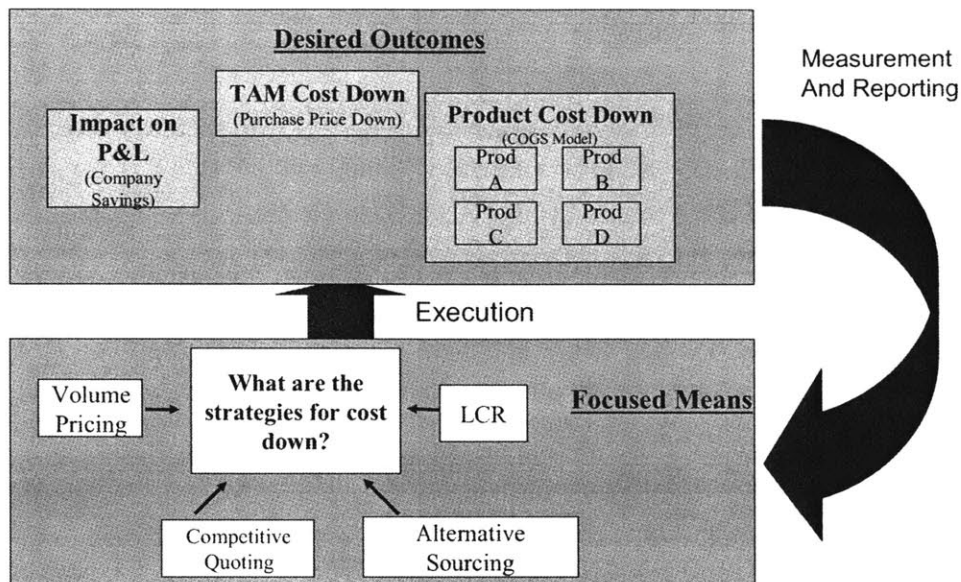 Desired Outcomes
Measurement
And Reporting
TAM Cost Down
(Purchase Price Down)
Impact on
P&L
(Company
Savings)
Product Cost Down
(COGS Model)
Prod
A
Prod
B
Prod
C
Prod
D
Execution
What are the
strategies for cost
down?
Focused Means
Volume
Pricing
LCR
Competitive
Quoting
Alternative
Sourcing